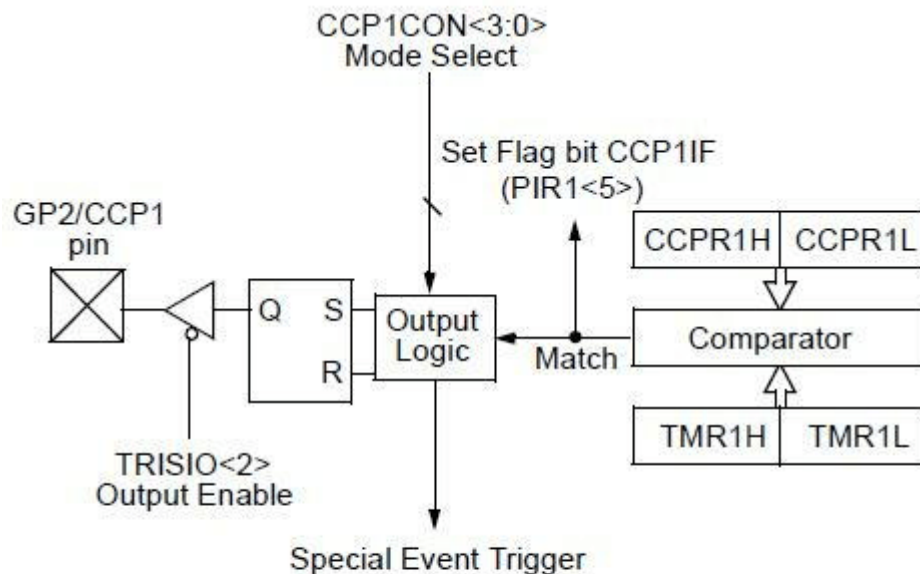 CCP1CON<3:0>
Mode Select
Set Flag bit CCP1IF
(PIR1<5>)
GP2/CCP1
pin
CCPR1H CCPR1L
Q S
R
Output
Logic
Match
Comparator
TMR1H TMR1L
TRISIO<2>
Output Enable
Special Event Trigger